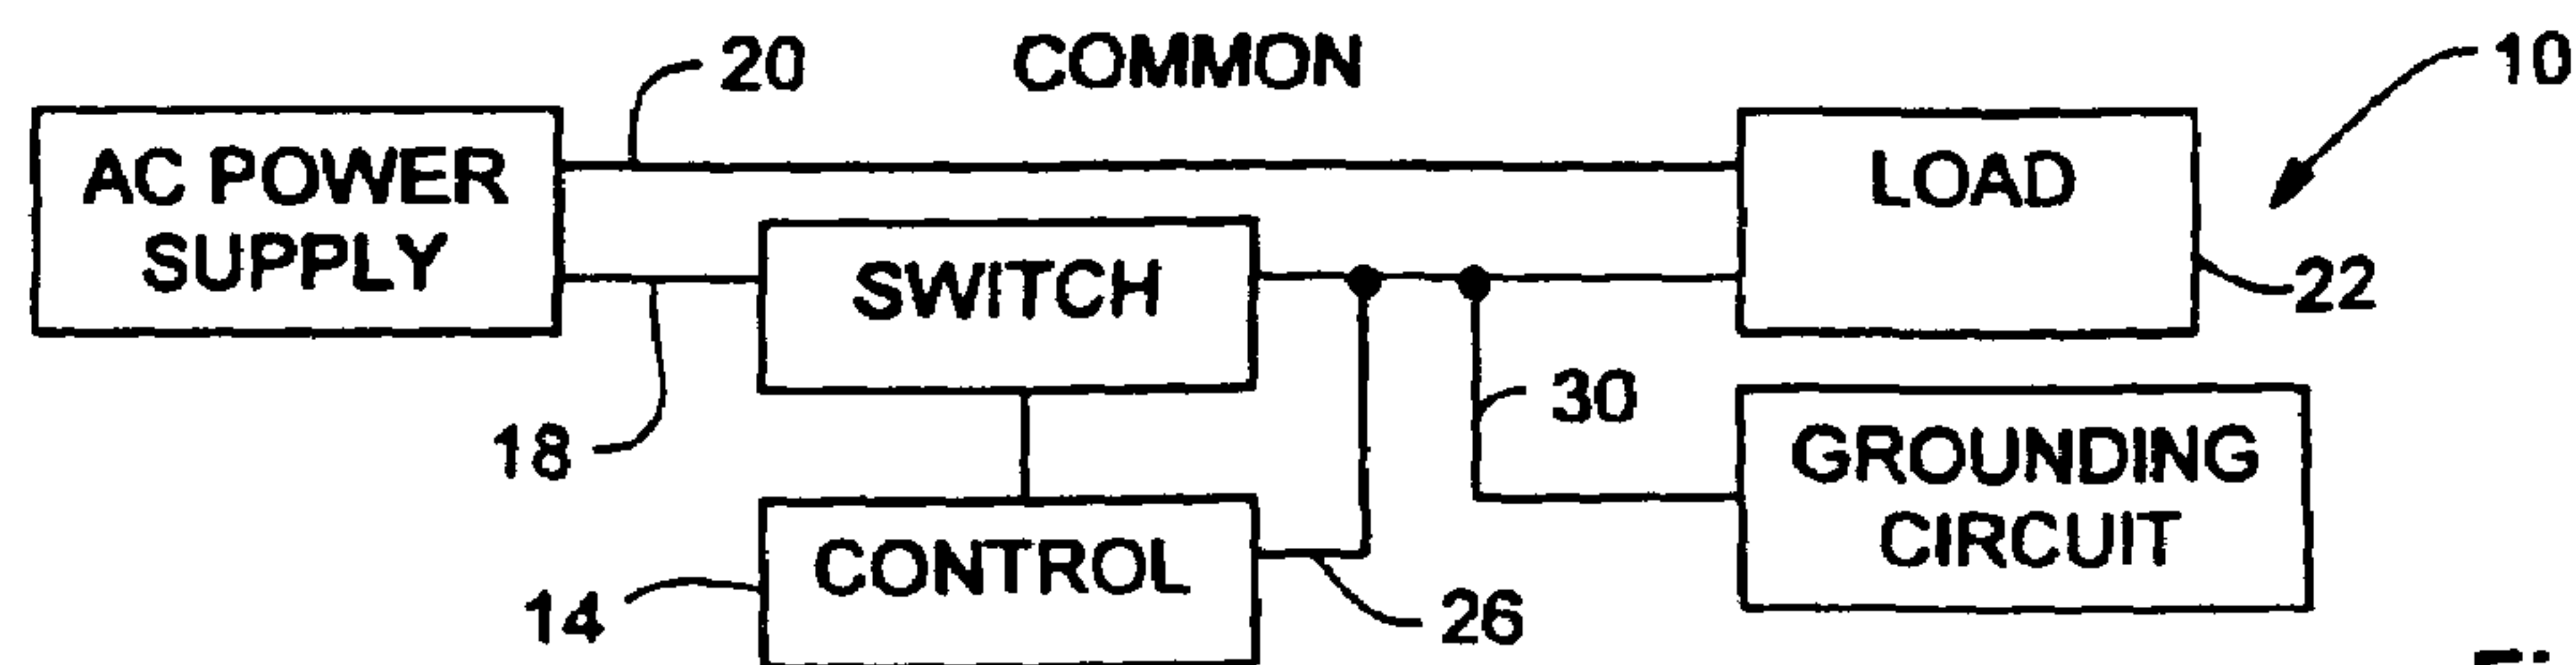 20
COMMON
10
AC POWER
SUPPLY
LOAD
SWITCH
22
18
30
GROUNDING
CIRCUIT
CONTROL
14
26